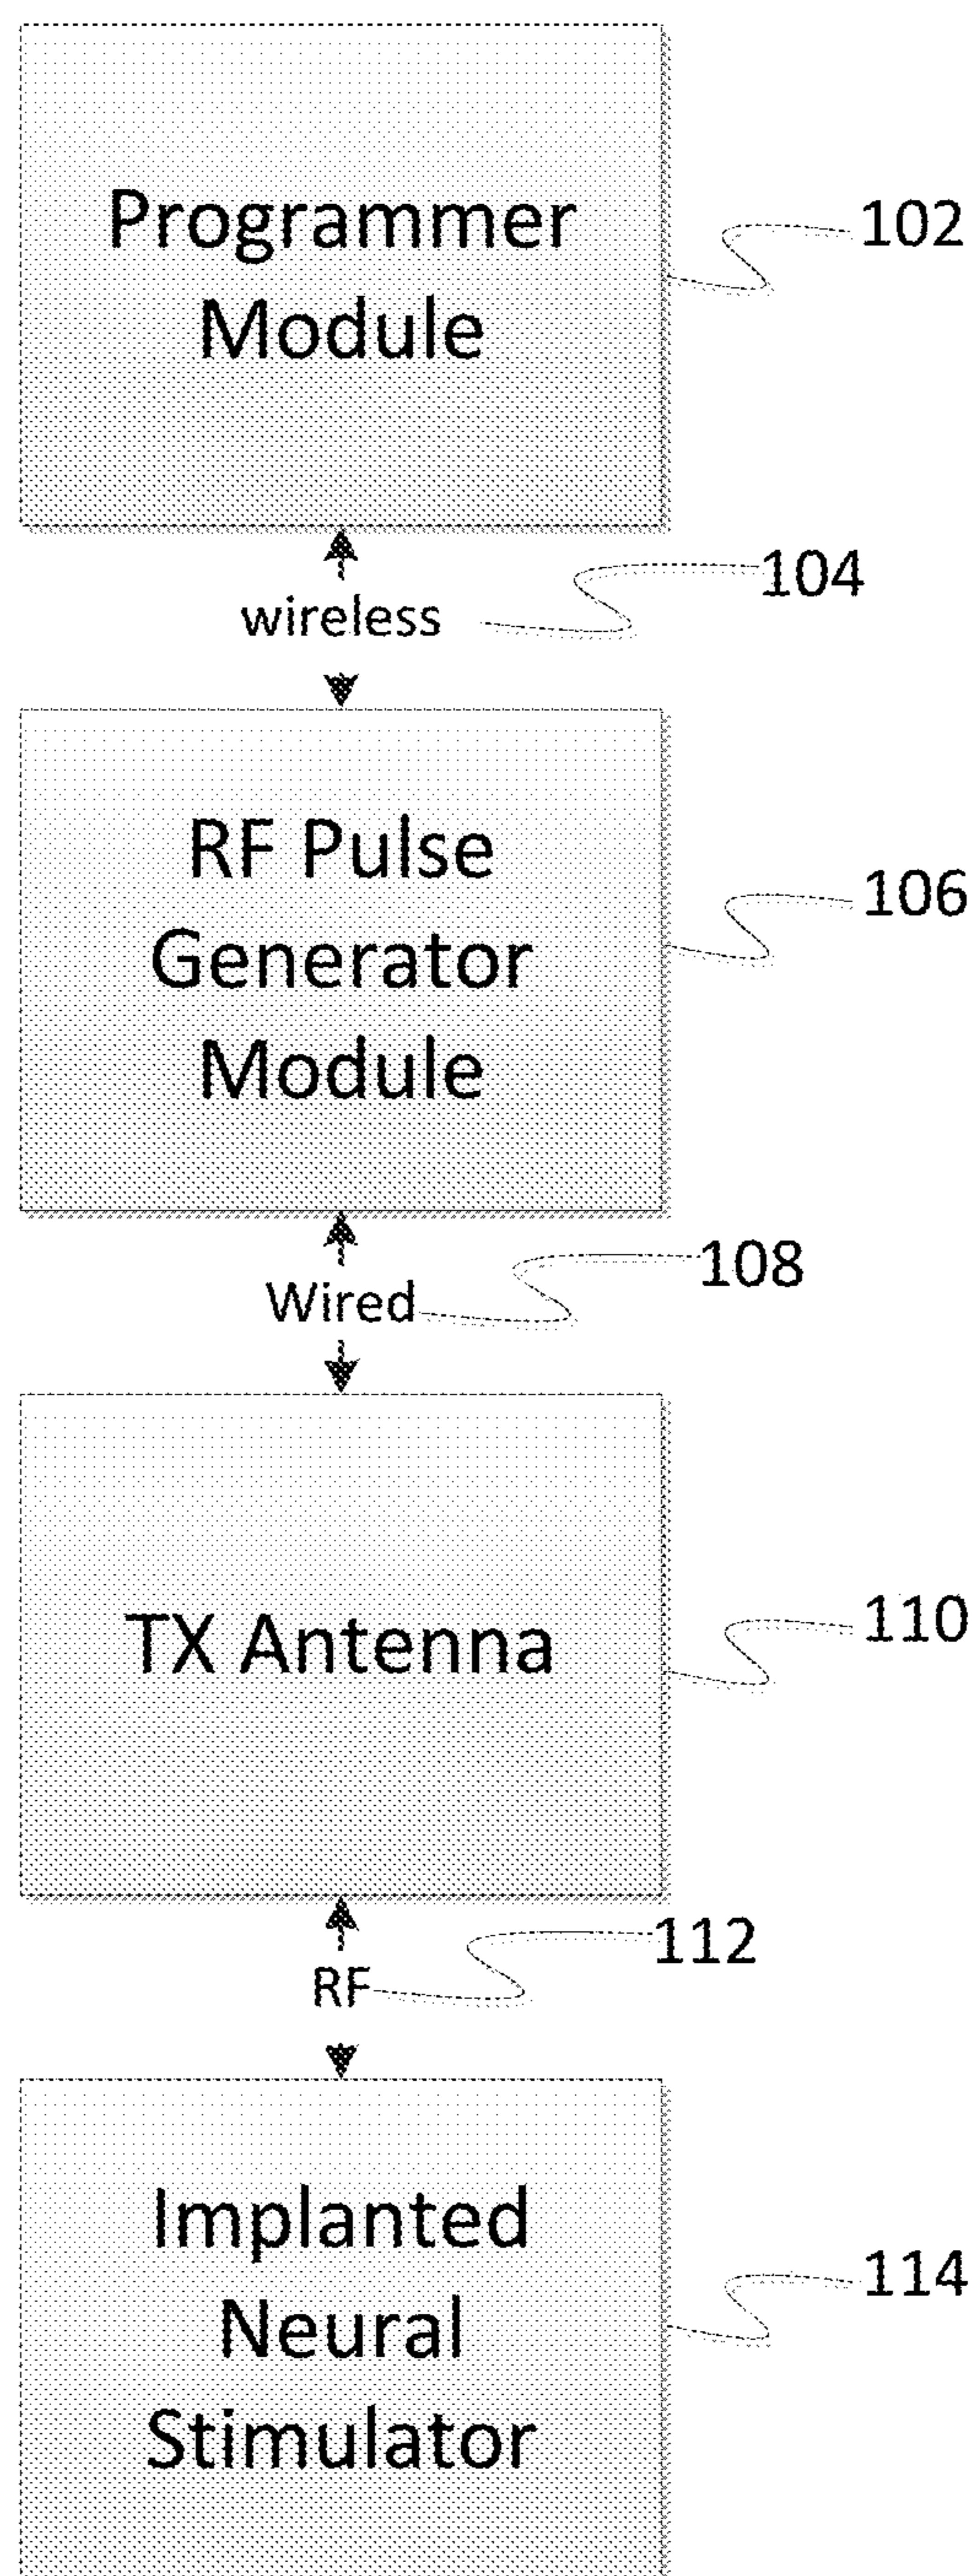 Programmer
Module
102
104
wireless
RF Pulse
Generator
Module
106
108
Wired
TX Antenna
110
112
RF
Implanted
Neural
Stimulator
114